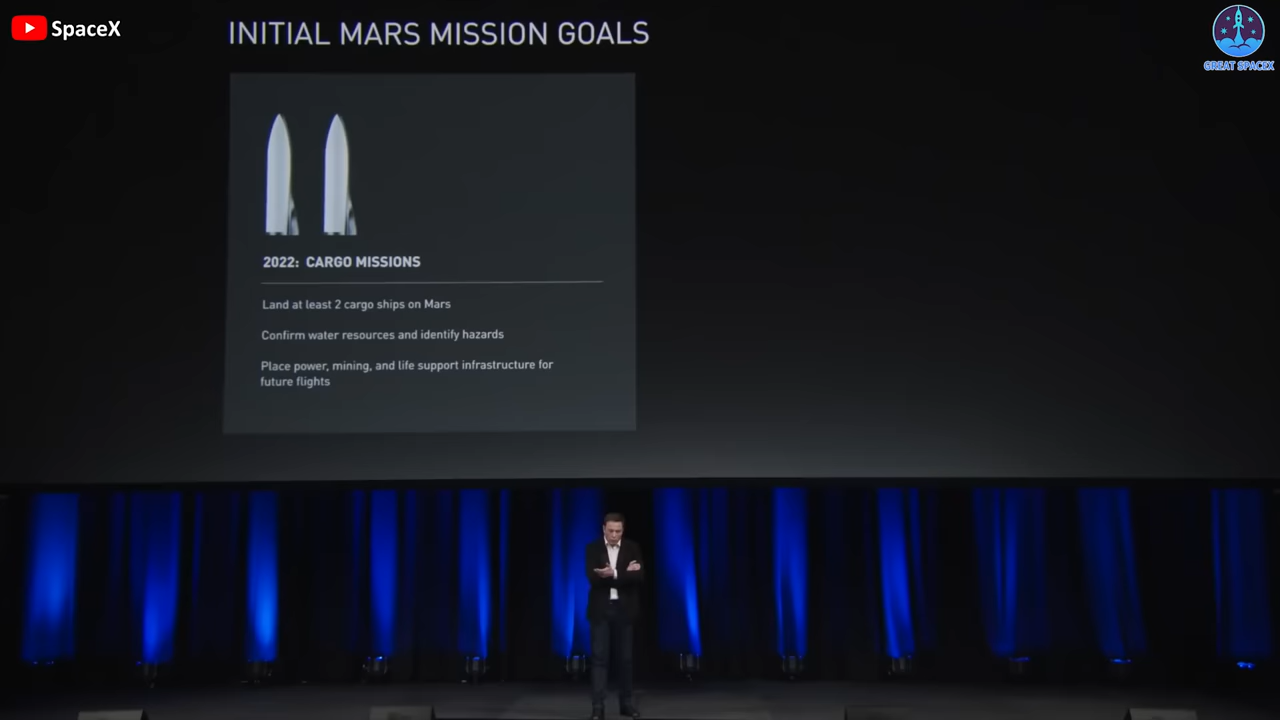 SpaceX
GREAT SPACEX
INITIAL MARS MISSION GOALS
2022: CARGO MISSIONS
Land at least 2 cargo ships on Mars
Confirm water resources and identify hazards
Place power, mining, and life support infrastructure for
future flights